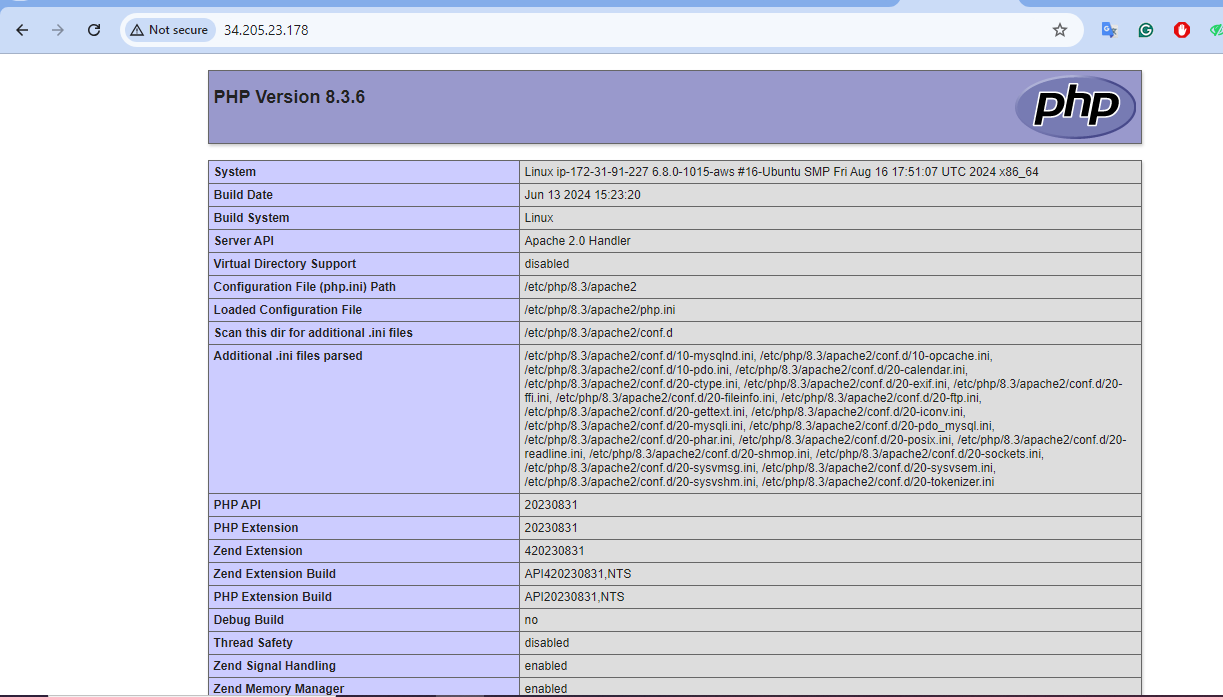 Not secure 34.205.23.178
PHP Version 8.3.6
php
System Linux ip-172-31-91-227 6.8.0-1015-aws #16-Ubuntu SMP Fri Aug 16 17:51:07 UTC 2024 x86_64
Build Date Jun 13 2024 15:23:20
Build System Linux
Server API Apache 2.0 Handler
Virtual Directory Support disabled
Configuration File (php.ini) Path /etc/php/8.3/apache2
Loaded Configuration File /etc/php/8.3/apache2/php.ini
Scan this dir for additional .ini files /etc/php/8.3/apache2/conf.d
Additional .ini files parsed /etc/php/8.3/apache2/conf.d/10-mysqlnd.ini, /etc/php/8.3/apache2/conf.d/10-opcache.ini,
/etc/php/8.3/apache2/conf.d/10-pdo.ini, /etc/php/8.3/apache2/conf.d/20-calendar.ini,
/etc/php/8.3/apache2/conf.d/20-ctype.ini, /etc/php/8.3/apache2/conf.d/20-exif.ini, /etc/php/8.3/apache2/conf.d/20-
ffi.ini, /etc/php/8.3/apache2/conf.d/20-fileinfo.ini, /etc/php/8.3/apache2/conf.d/20-ftp.ini,
/etc/php/8.3/apache2/conf.d/20-gettext.ini, /etc/php/8.3/apache2/conf.d/20-iconv.ini,
/etc/php/8.3/apache2/conf.d/20-mysqli.ini, /etc/php/8.3/apache2/conf.d/20-pdo_mysql.ini,
/etc/php/8.3/apache2/conf.d/20-phar.ini, /etc/php/8.3/apache2/conf.d/20-posix.ini, /etc/php/8.3/apache2/conf.d/20-
readline.ini, /etc/php/8.3/apache2/conf.d/20-shmop.ini, /etc/php/8.3/apache2/conf.d/20-sockets.ini,
/etc/php/8.3/apache2/conf.d/20-sysvmsg.ini, /etc/php/8.3/apache2/conf.d/20-sysvsem.ini,
/etc/php/8.3/apache2/conf.d/20-sysvshm.ini, /etc/php/8.3/apache2/conf.d/20-tokenizer.ini
PHP API 20230831
PHP Extension 20230831
Zend Extension 420230831
Zend Extension Build API420230831,NTS
PHP Extension Build API20230831,NTS
Debug Build no
Thread Safety disabled
Zend Signal Handling enabled
Zend Memory Manager enabled